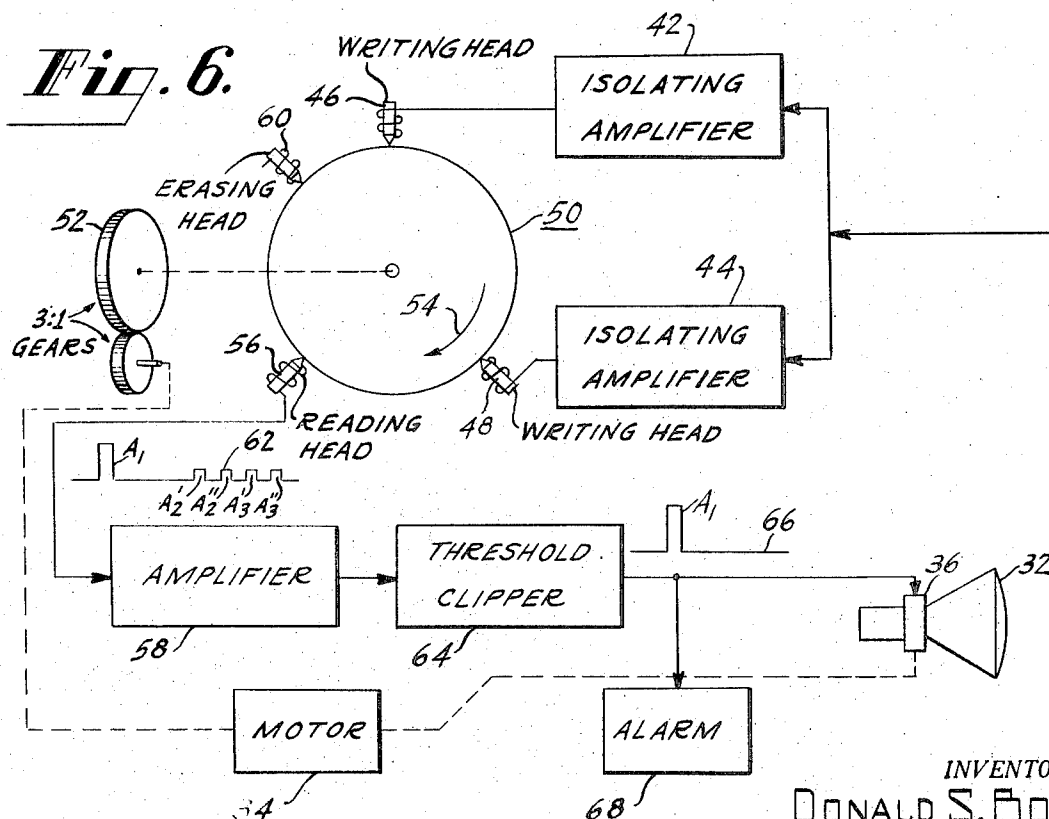 Fig. 6.
WRITING HEAD
46
60
ERASING
HEAD
42
ISOLATING
AMPLIFIER
50
52
3:1
GEARS
54
44
ISOLATING
AMPLIFIER
56
READING
HEAD
48
WRITING HEAD
A1
62
A2' A2'' A3' A3''
AMPLIFIER
58
THRESHOLD
CLIPPER
64
A1
66
36
32
MOTOR
34
ALARM
68
INVENTO
DONALD S. BO